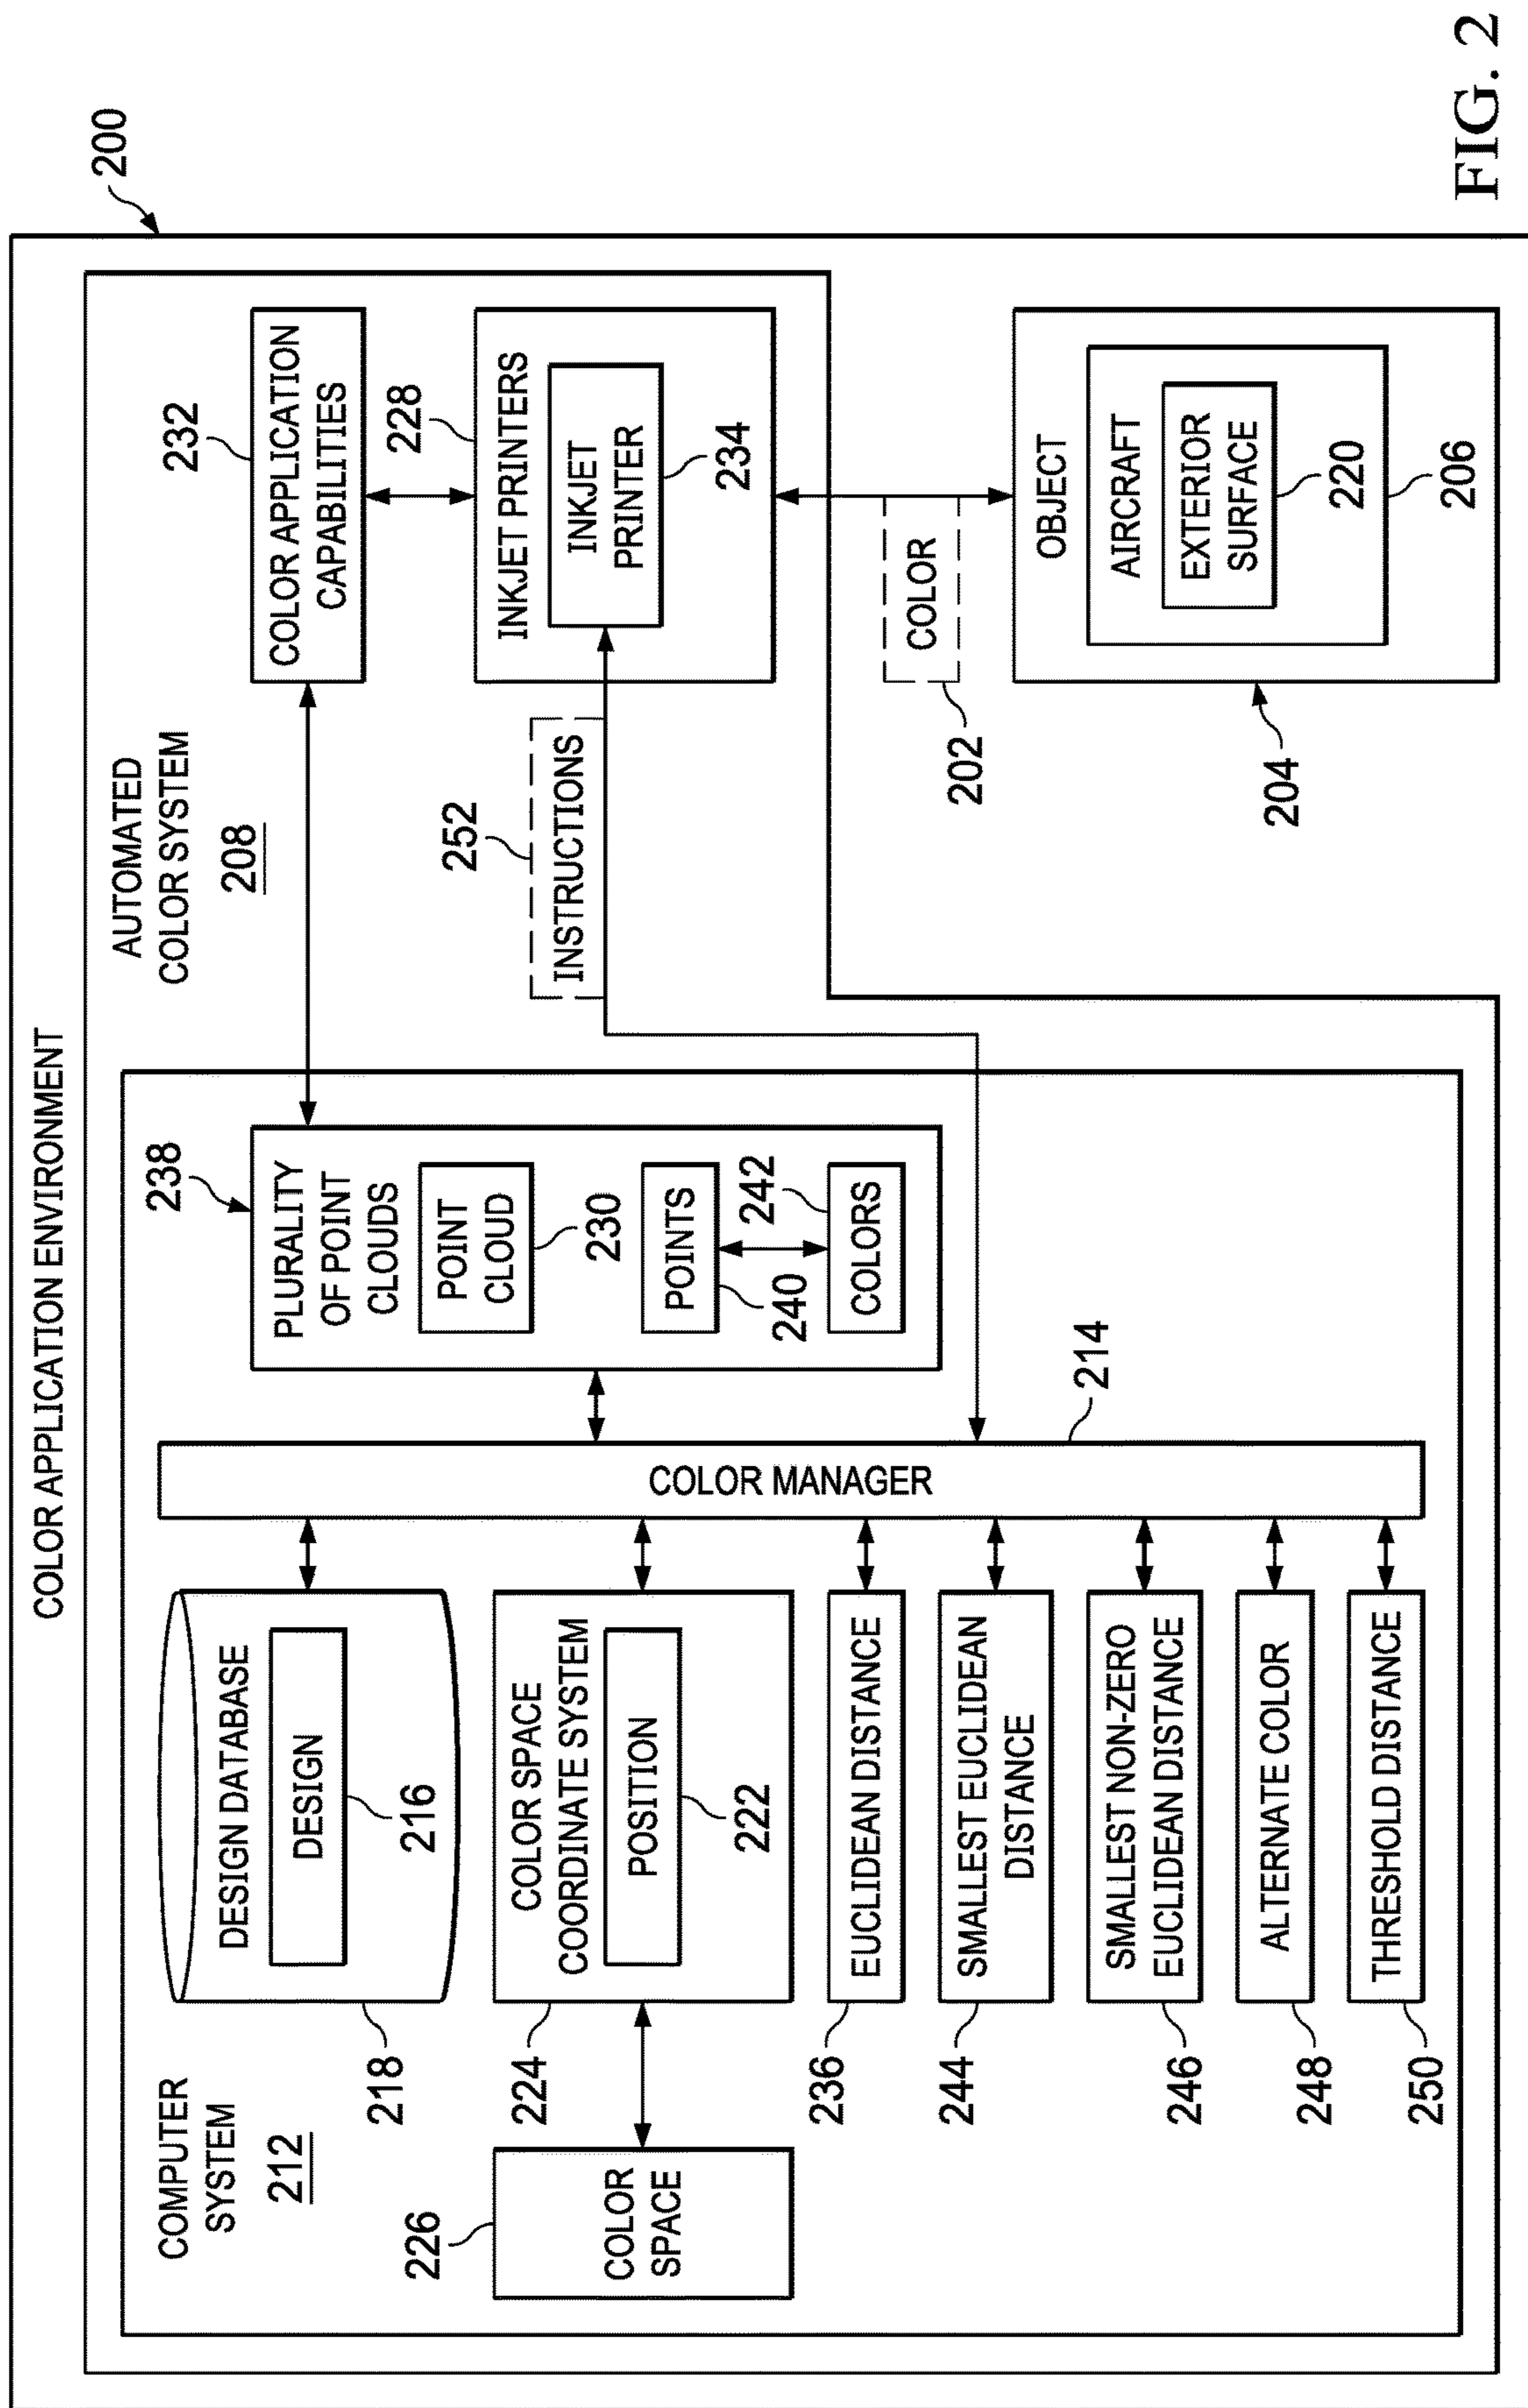 COLOR APPLICATION ENVIRONMENT
200
COMPUTER
SYSTEM
212
AUTOMATED
COLOR SYSTEM
208
DESIGN DATABASE
DESIGN
216
218
COLOR SPACE
COORDINATE SYSTEM
POSITION
222
224
226
COLOR
SPACE
EUCLIDEAN DISTANCE
236
SMALLEST EUCLIDEAN
DISTANCE
244
SMALLEST NON-ZERO
EUCLIDEAN DISTANCE
246
ALTERNATE COLOR
248
THRESHOLD DISTANCE
250
COLOR MANAGER
214
238
PLURALITY
OF POINT
CLOUDS
POINT
CLOUD
230
POINTS
240
242
COLORS
252
INSTRUCTIONS
232
COLOR APPLICATION
CAPABILITIES
228
INKJET PRINTERS
INKJET
PRINTER
234
COLOR
202
OBJECT
AIRCRAFT
EXTERIOR
SURFACE
220
206
204
FIG. 2